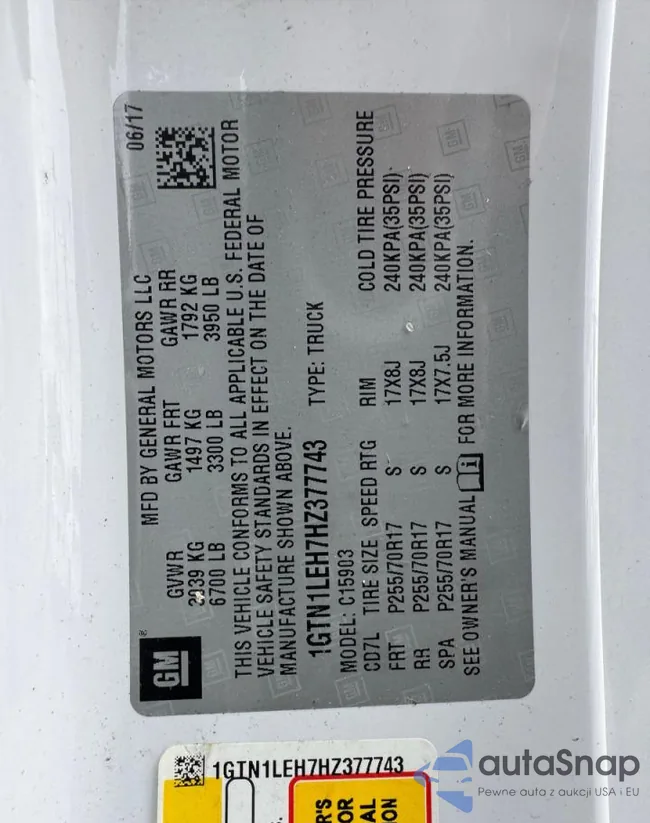 06/17
MFD BY GENERAL MOTORS LLC
GVWR GAWR FRT GAWR RR
3039 KG 1497 KG 1792 KG
6700 LB 3300 LB 3950 LB
THIS VEHICLE CONFORMS TO ALL APPLICABLE U.S. FEDERAL MOTOR
VEHICLE SAFETY STANDARDS IN EFFECT ON THE DATE OF
MANUFACTURE SHOWN ABOVE.
1GTN1LEH7HZ377743 TYPE: TRUCK
MODEL: C15903
CD7L TIRE SIZE SPEED RTG RIM COLD TIRE PRESSURE
FRT P255/70R17 S 17X8J 240KPA(35PSI)
RR P255/70R17 S 17X8J 240KPA(35PSI)
SPA P255/70R17 S 17X7.5J 240KPA(35PSI)
SEE OWNER'S MANUAL i FOR MORE INFORMATION.
GM®
1GTN1LEH7HZ377743
autoSnap
Pewne auta z aukcji USA i EU